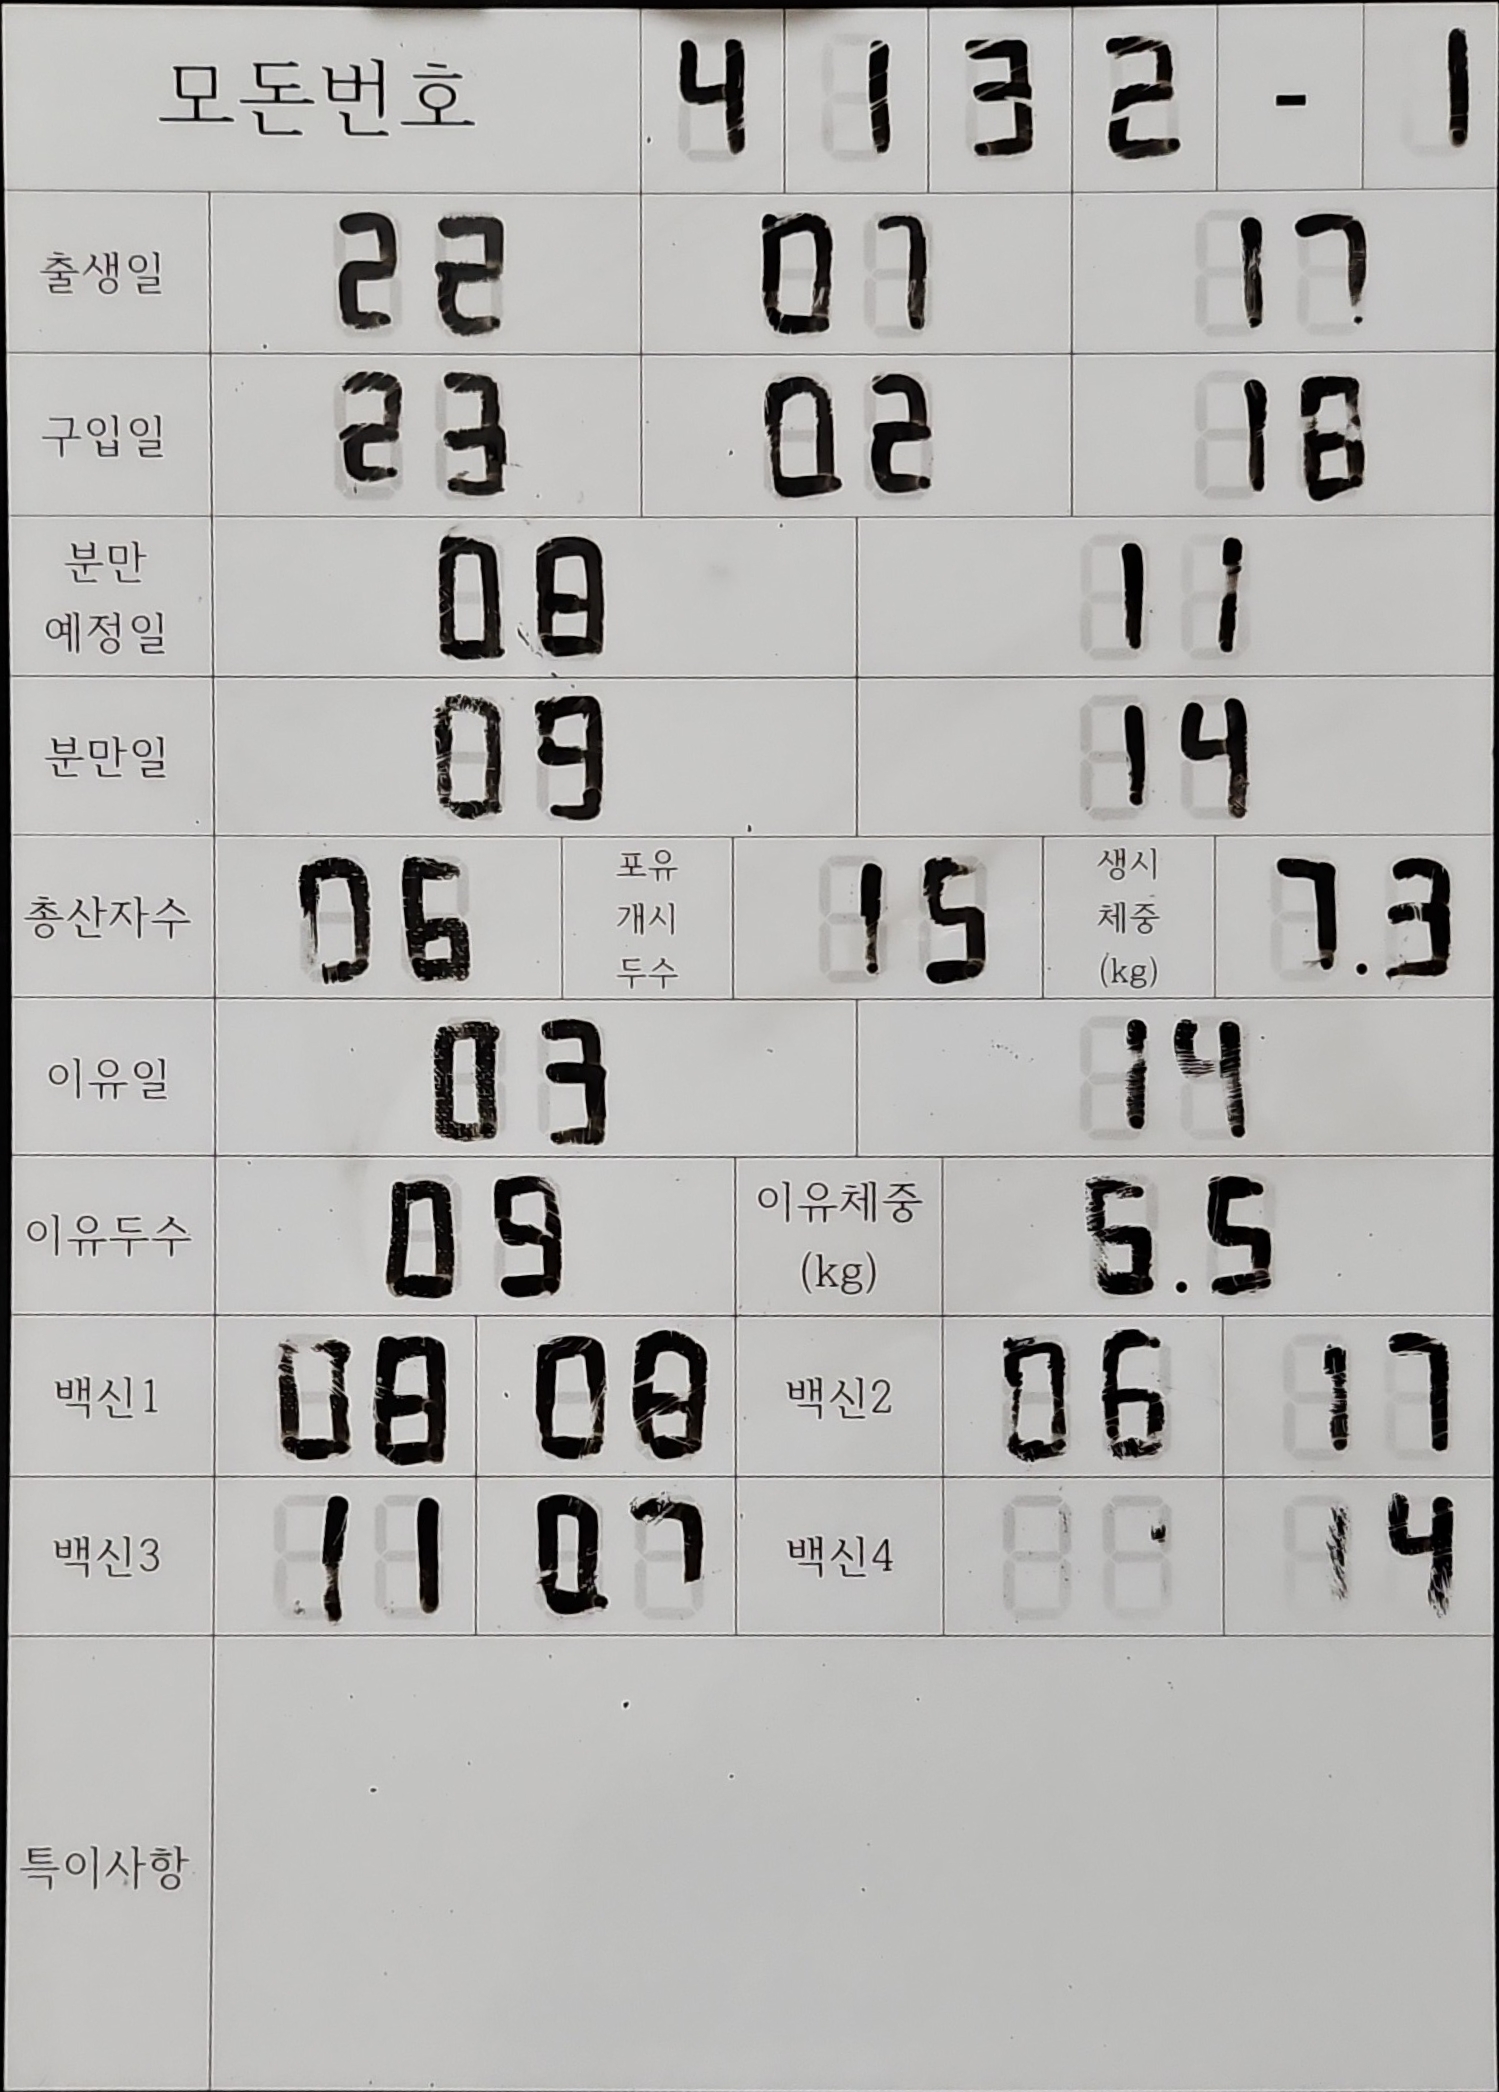 모돈번호 4 1 3 2 - 1
출생일 22 07 17
구입일 23 02 18
분만 예정일 08 11
분만일 09 14
총산자수 06 포유 개시 두수 15 생시 체중 (kg) 7.3
이유일 03 14
이유두수 09 이유체중 (kg) 6.5
백신1 08 08 백신2 06 17
백신3 11 07 백신4 14
특이사항